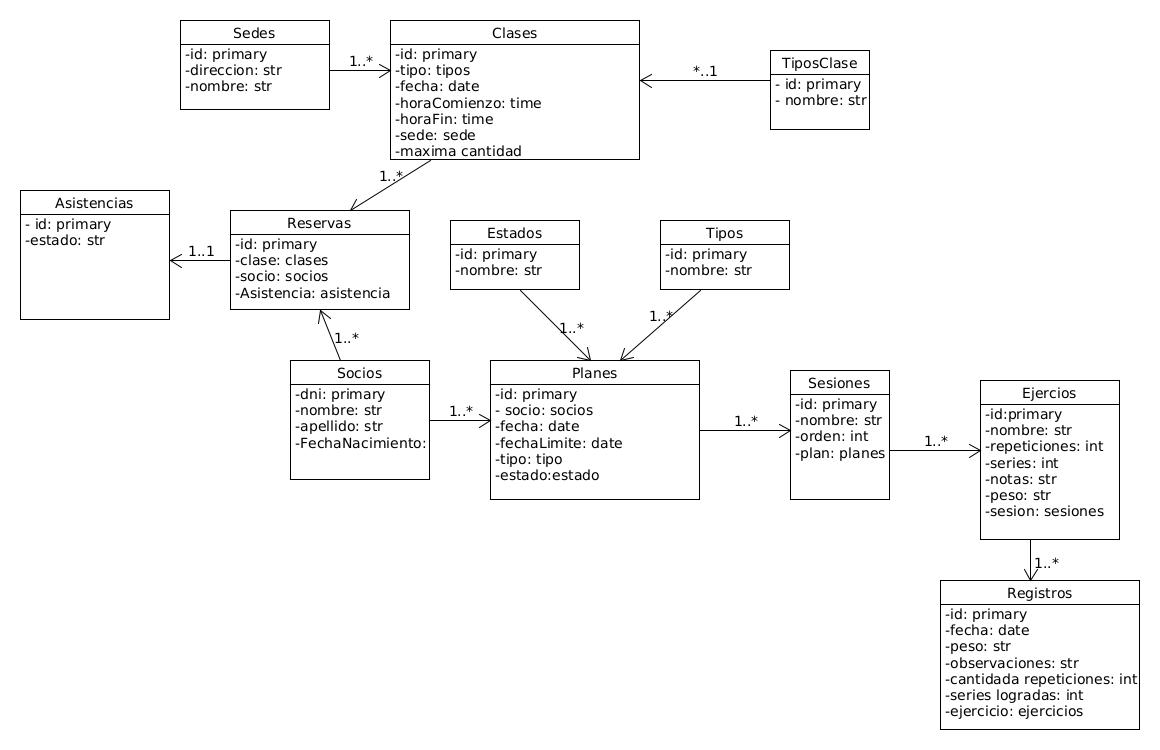 Sedes
-id: primary
-direccion: str
-nombre: str
1..*
Clases
-id: primary
-tipo: tipos
-fecha: date
-horaComienzo: time
-horaFin: time
-sede: sede
-maxima cantidad
*..1
TiposClase
- id: primary
- nombre: str
1..*
Asistencias
- id: primary
-estado: str
1..1
Reservas
-id: primary
-clase: clases
-socio: socios
-Asistencia: asistencia
Estados
-id: primary
-nombre: str
Tipos
-id: primary
-nombre: str
1..*
1..*
1..*
Socios
-dni: primary
-nombre: str
-apellido: str
-FechaNacimiento:
1..*
Planes
-id: primary
- socio: socios
-fecha: date
-fechaLimite: date
-tipo: tipo
-estado:estado
1..*
Sesiones
-id: primary
-nombre: str
-orden: int
-plan: planes
1..*
Ejercios
-id:primary
-nombre: str
-repeticiones: int
-series: int
-notas: str
-peso: str
-sesion: sesiones
1..*
Registros
-id: primary
-fecha: date
-peso: str
-observaciones: str
-cantidada repeticiones: int
-series logradas: int
-ejercicio: ejercicios